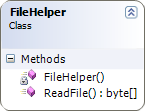 FileHelper
Class
Methods
FileHelper()
ReadFile() : byte[]